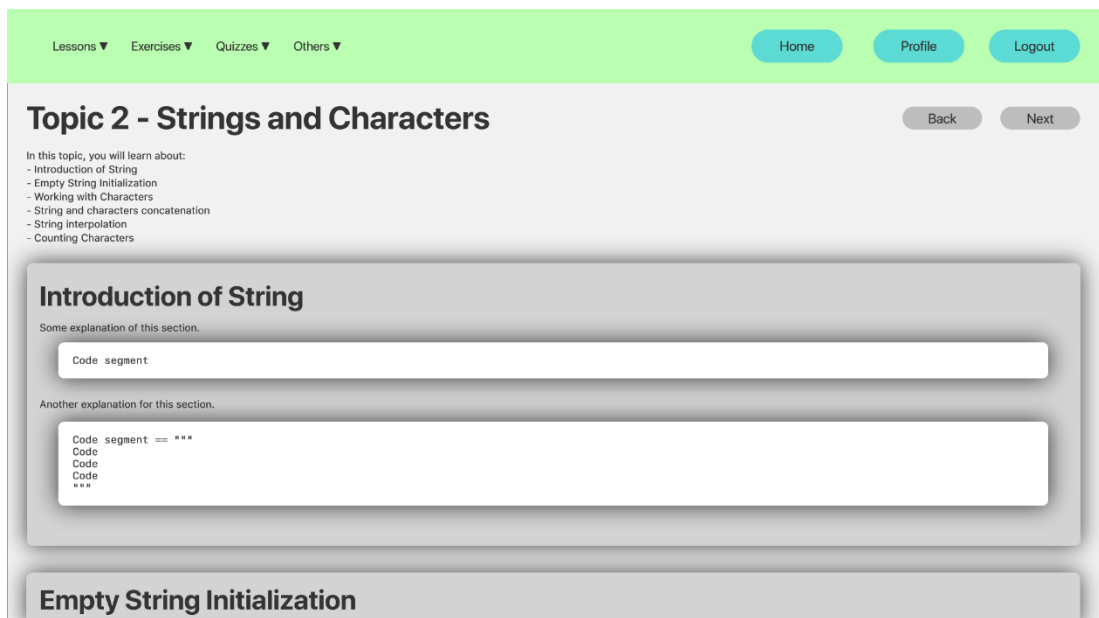 Lessons ▼ Exercises ▼ Quizzes ▼ Others ▼ Home Profile Logout
Topic 2 - Strings and Characters Back Next
In this topic, you will learn about:
- Introduction of String
- Empty String Initialization
- Working with Characters
- String and characters concatenation
- String interpolation
- Counting Characters
Introduction of String
Some explanation of this section.
Code segment
Another explanation for this section.
Code segment == """
Code
Code
Code
"""
Empty String Initialization